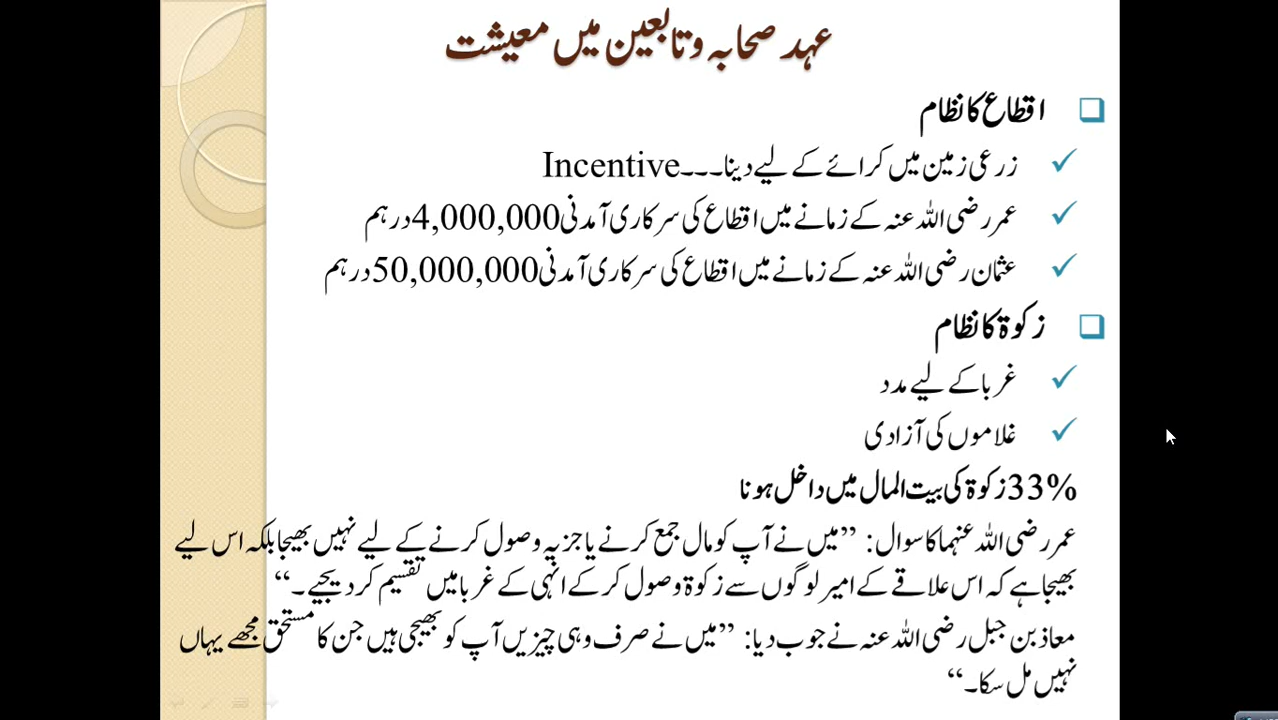 عہد صحابہ و تابعین میں معیشت
اقطاع کا نظام
زرعی زمین میں کرائے کے لیے دینا۔۔۔Incentive
عمر رضی اللہ عنہ کے زمانے میں اقطاع کی سرکاری آمدنی 4,000,000 درہم
عثمان رضی اللہ عنہ کے زمانے میں اقطاع کی سرکاری آمدنی 50,000,000 درہم
زکوۃ کا نظام
غربا کے لیے مدد
غلاموں کی آزادی
33% زکوۃ کی بیت المال میں داخل ہونا
عمر رضی اللہ عنہما کا سوال: ’’میں نے آپ کو مال جمع کرنے یا جزیہ وصول کرنے کے لیے نہیں بھیجا بلکہ اس لیے
بھیجا ہے کہ اس علاقے کے امیر لوگوں سے زکوۃ وصول کر کے انہی کے غربا میں تقسیم کر دیجیے۔‘‘
معاذ بن جبل رضی اللہ عنہ نے جوب دیا: ’’میں نے صرف وہی چیزیں آپ کو بھیجی ہیں جن کا مستحق مجھے یہاں
نہیں مل سکا۔‘‘